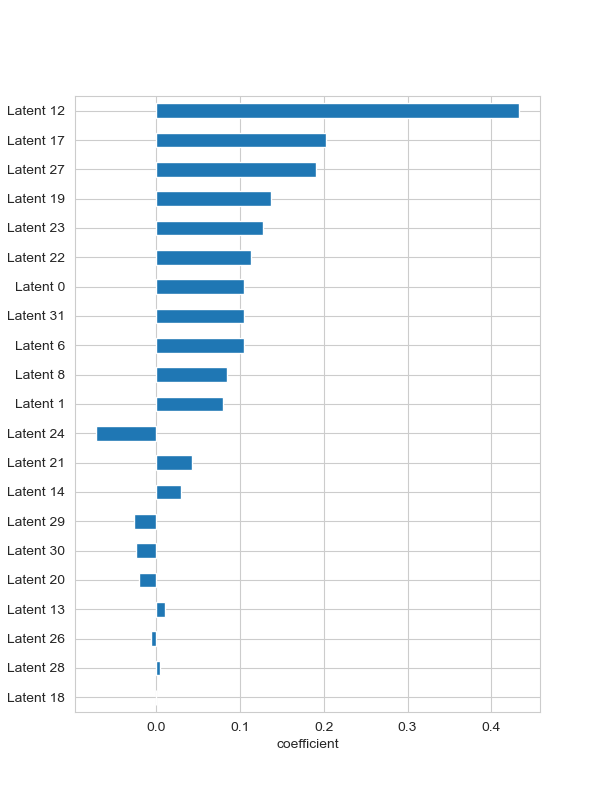 Latent 12
Latent 17
Latent 27
Latent 19
Latent 23
Latent 22
Latent 0
Latent 31
Latent 6
Latent 8
Latent 1
Latent 24
Latent 21
Latent 14
Latent 29
Latent 30
Latent 20
Latent 13
Latent 26
Latent 28
Latent 18
0.0 0.1 0.2 0.3 0.4
coefficient